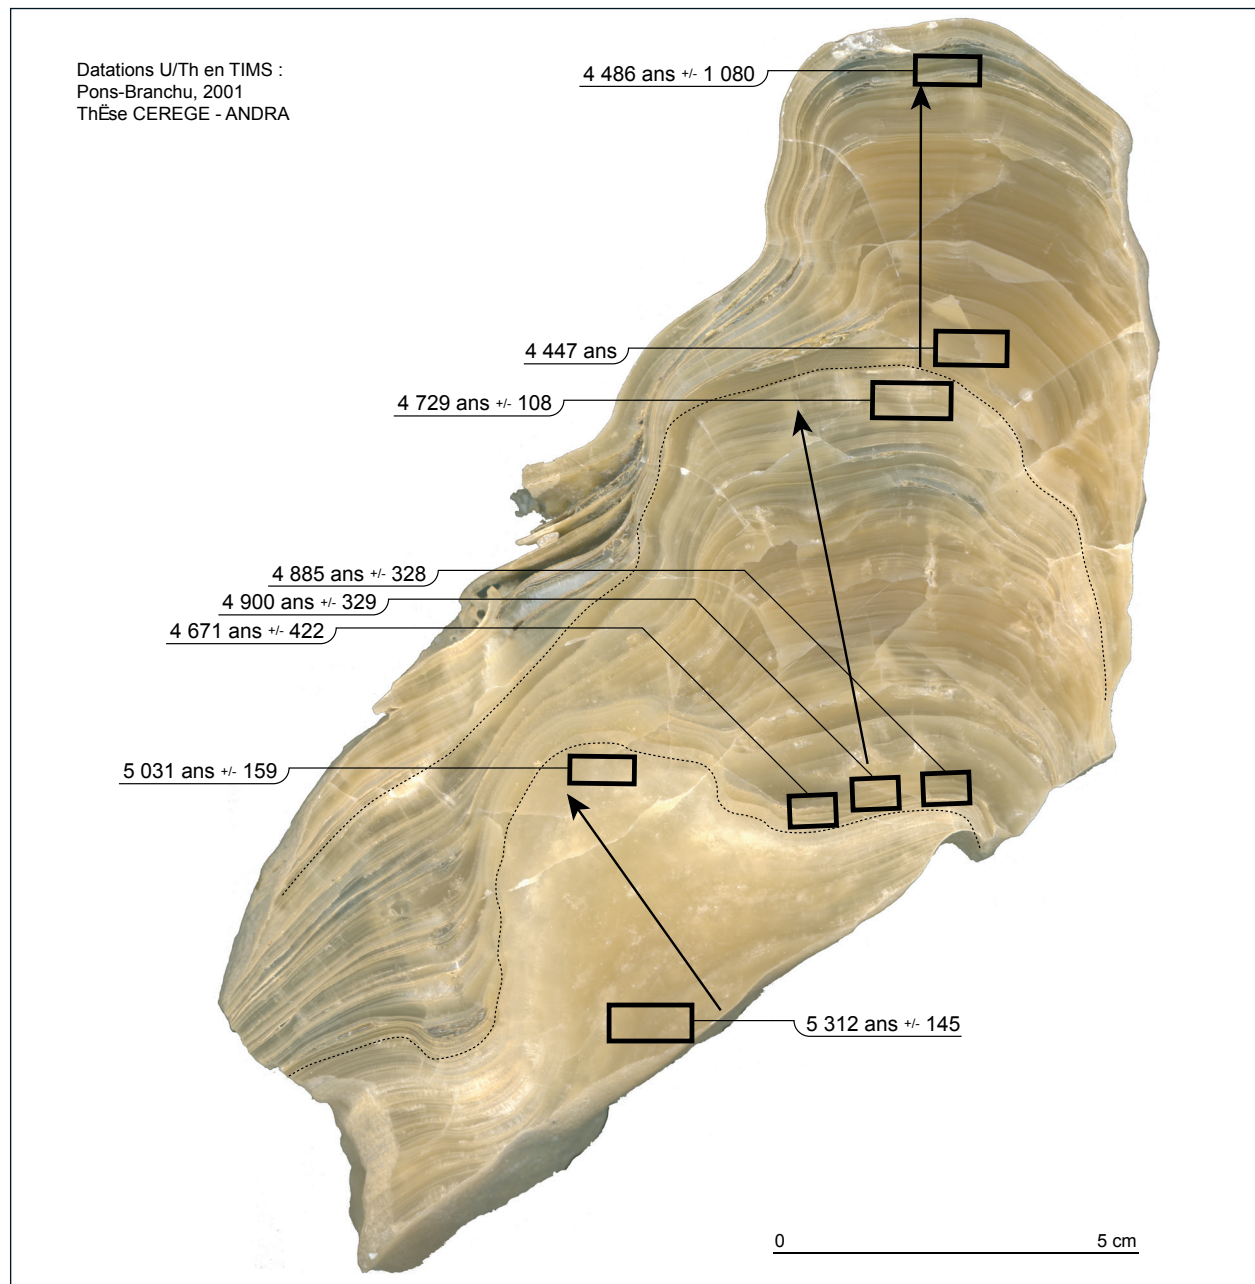 Datations U/Th en TIMS :
Pons-Branchu, 2001
ThËse CEREGE - ANDRA
4 486 ans +/- 1 080
4 447 ans
4 729 ans +/- 108
4 885 ans +/- 328
4 900 ans +/- 329
4 671 ans +/- 422
5 031 ans +/- 159
5 312 ans +/- 145
0 5 cm